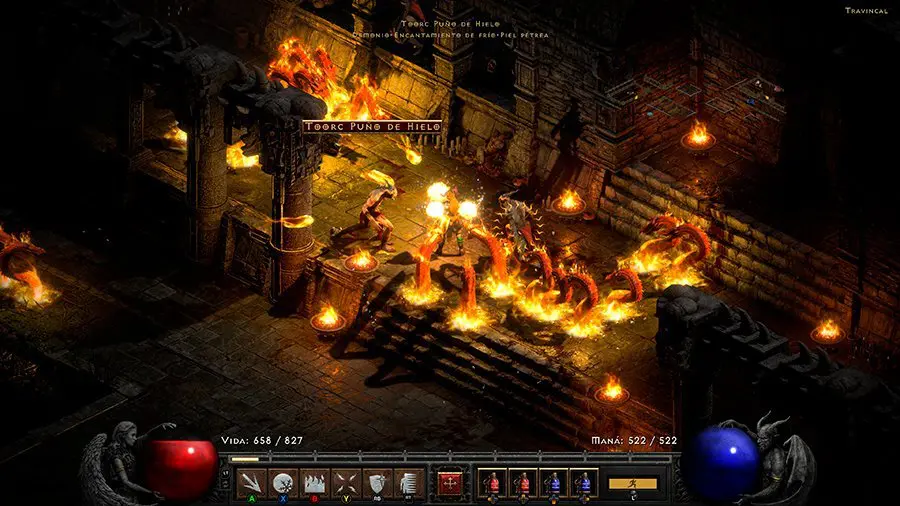 Toorc Puño de Hielo
Demonio·Encantamiento de frío·Piel pétrea
Travincal
Toorc Puño de Hielo
Vida: 658 / 827
Maná: 522 / 522
A
X
B
Y